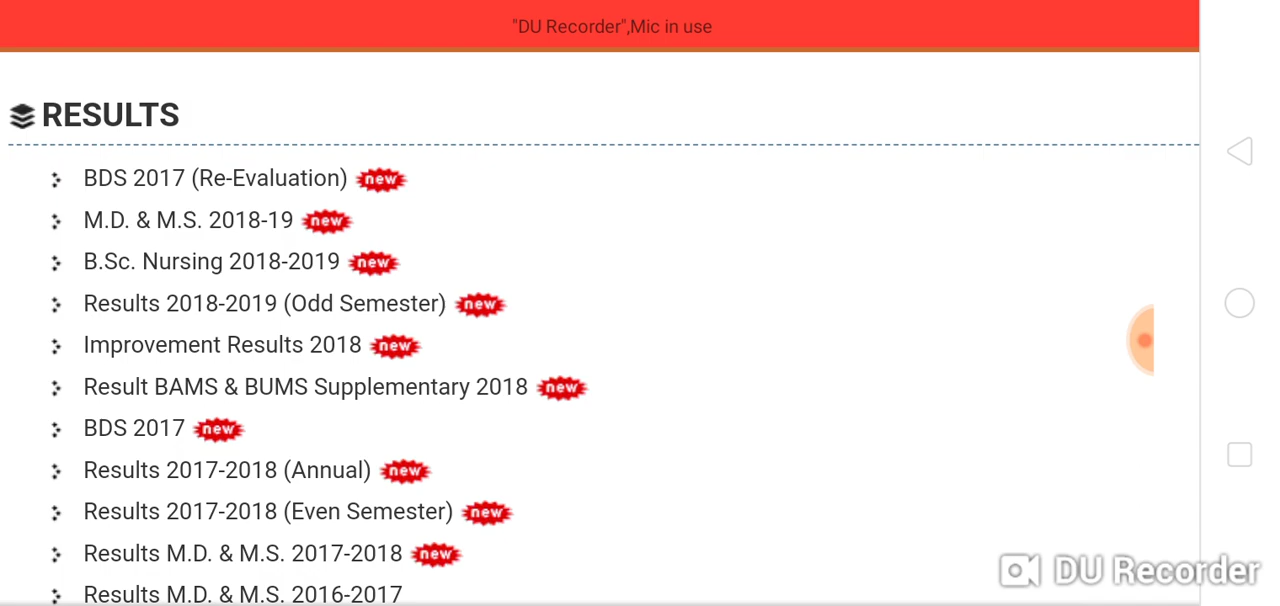 "DU Recorder",Mic in use
RESULTS
BDS 2017 (Re-Evaluation) new
M.D. & M.S. 2018-19 new
B.Sc. Nursing 2018-2019 new
Results 2018-2019 (Odd Semester) new
Improvement Results 2018 new
Result BAMS & BUMS Supplementary 2018 new
BDS 2017 new
Results 2017-2018 (Annual) new
Results 2017-2018 (Even Semester) new
Results M.D. & M.S. 2017-2018 new
Results M.D. & M.S. 2016-2017
DU Recorder